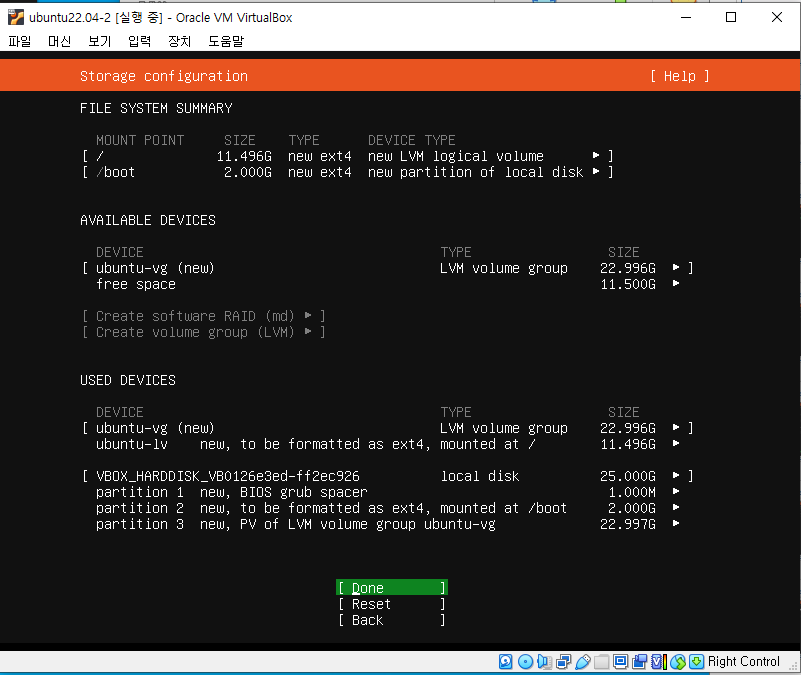 ubuntu22.04-2 [실행 중] - Oracle VM VirtualBox
파일 머신 보기 입력 장치 도움말
Storage configuration [ Help ]
FILE SYSTEM SUMMARY
MOUNT POINT SIZE TYPE DEVICE TYPE
[ / 11.496G new ext4 new LVM logical volume ▸ ]
[ /boot 2.000G new ext4 new partition of local disk ▸ ]
AVAILABLE DEVICES
DEVICE TYPE SIZE
[ ubuntu-vg (new) LVM volume group 22.996G ▸ ]
free space 11.500G ▸
[ Create software RAID (md) ▸ ]
[ Create volume group (LVM) ▸ ]
USED DEVICES
DEVICE TYPE SIZE
[ ubuntu-vg (new) LVM volume group 22.996G ▸ ]
ubuntu-lv new, to be formatted as ext4, mounted at / 11.496G ▸
[ VBOX_HARDDISK_VB0126e3ed-ff2ec926 local disk 25.000G ▸ ]
partition 1 new, BIOS grub spacer 1.000M ▸
partition 2 new, to be formatted as ext4, mounted at /boot 2.000G ▸
partition 3 new, PV of LVM volume group ubuntu-vg 22.997G ▸
[ Done ]
[ Reset ]
[ Back ]
Right Control